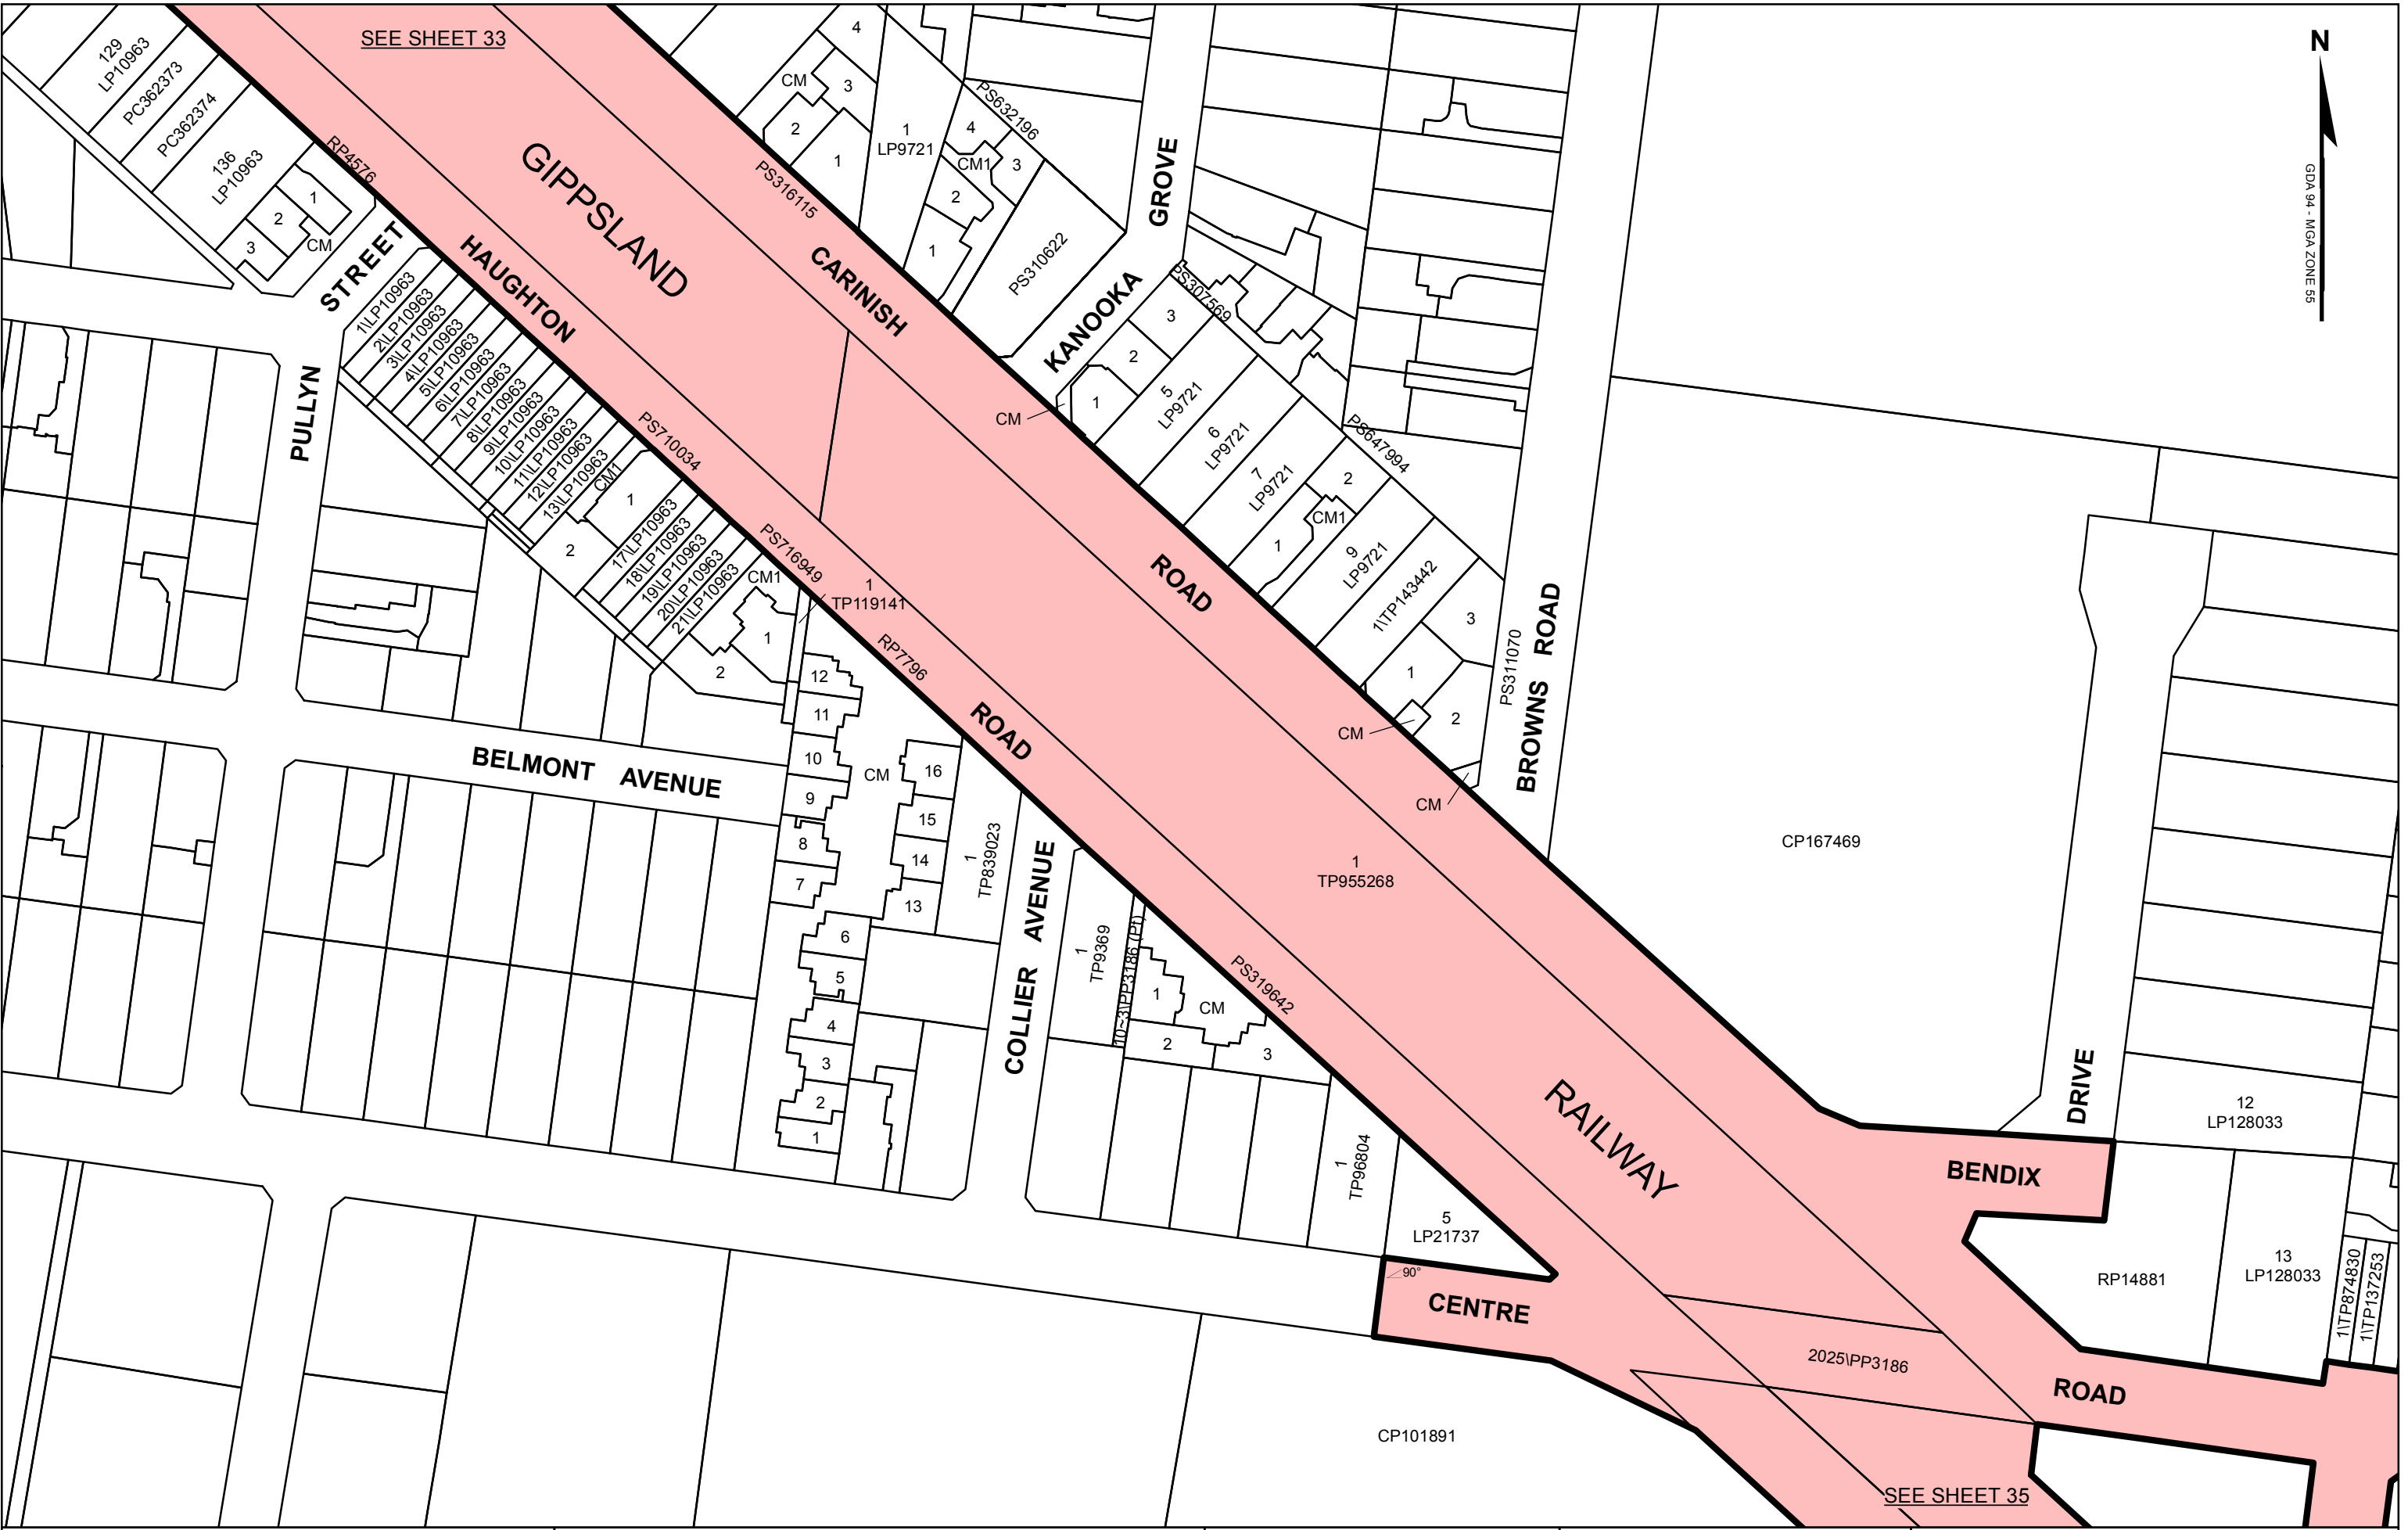 SEE SHEET 33
N
GDA 94 - MGA ZONE 55
129
LP10963
PC362373
PC362374
136
LP10963
RP4576
1
2
3
CM
GIPPSLAND
4
CM
3
2
1
PS316115
1
LP9721
PS632196
4
CM1
3
2
1
PS310622
KANOOKA GROVE
PULLYN STREET
HAUGHTON
CARINISH
1\LP10963
2\LP10963
3\LP10963
4\LP10963
5\LP10963
6\LP10963
7\LP10963
8\LP10963
9\LP10963
10\LP10963
11\LP10963
12\LP10963
13\LP10963
CM1
1
2
PS710034
17\LP10963
18\LP10963
19\LP10963
20\LP10963
21\LP10963
PS716949
CM1
1
2
1
TP119141
RP7796
PS307569
3
2
1
CM
5
LP9721
6
LP9721
7
LP9721
PS647994
2
CM1
1
9
LP9721
1\TP143442
3
1
2
CM
CM
PS311070
BROWNS ROAD
ROAD
ROAD
BELMONT AVENUE
12
11
10
9
8
7
CM
16
15
14
13
6
5
4
3
2
1
1
TP839023
COLLIER AVENUE
1
TP9369
10~3\PP3186 (Pt)
1
CM
2
3
PS319642
1
TP955268
CP167469
RAILWAY
DRIVE
BENDIX
12
LP128033
1
TP96804
5
LP21737
90°
CENTRE
RP14881
13
LP128033
1\TP874830
1\TP137253
2025\PP3186
ROAD
CP101891
SEE SHEET 35